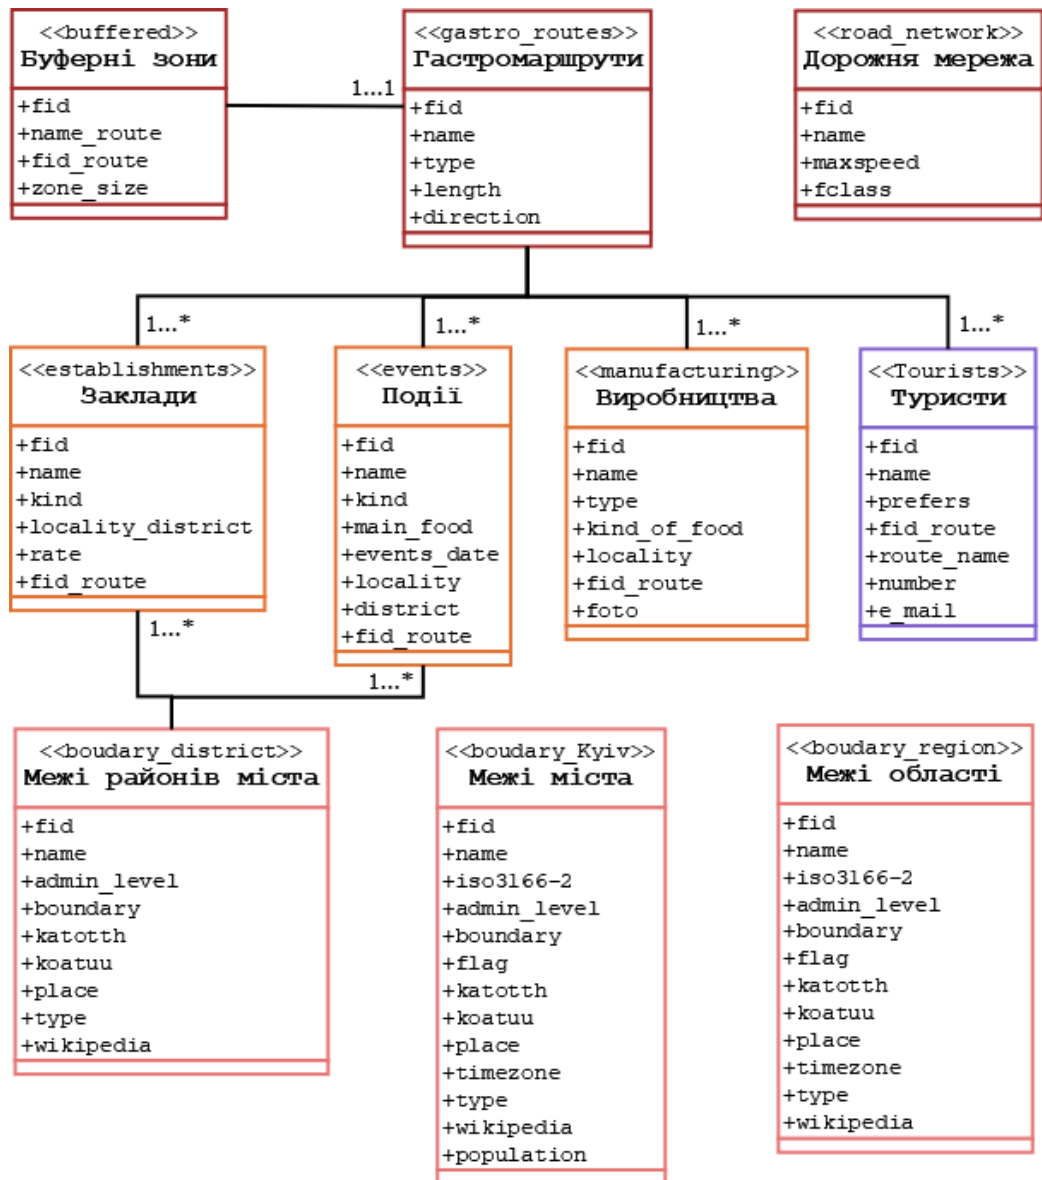 <<buffered>>
Буферні зони
+fid
+name_route
+fid_route
+zone_size
1...1
<<gastro_routes>>
Гастромаршрути
+fid
+name
+type
+length
+direction
<<road_network>>
Дорожня мережа
+fid
+name
+maxspeed
+fclass
1...*
1...*
1...*
1...*
<<establishments>>
Заклади
+fid
+name
+kind
+locality_district
+rate
+fid_route
1...*
<<events>>
Події
+fid
+name
+kind
+main_food
+events_date
+locality
+district
+fid_route
1...*
<<manufacturing>>
Виробництва
+fid
+name
+type
+kind_of_food
+locality
+fid_route
+foto
<<Tourists>>
Туристи
+fid
+name
+prefers
+fid_route
+route_name
+number
+e_mail
<<boudary_district>>
Межі районів міста
+fid
+name
+admin_level
+boundary
+katotth
+koatuu
+place
+type
+wikipedia
<<boudary_Kyiv>>
Межі міста
+fid
+name
+iso3166-2
+admin_level
+boundary
+flag
+katotth
+koatuu
+place
+timezone
+type
+wikipedia
+population
<<boudary_region>>
Межі області
+fid
+name
+iso3166-2
+admin_level
+boundary
+flag
+katotth
+koatuu
+place
+timezone
+type
+wikipedia